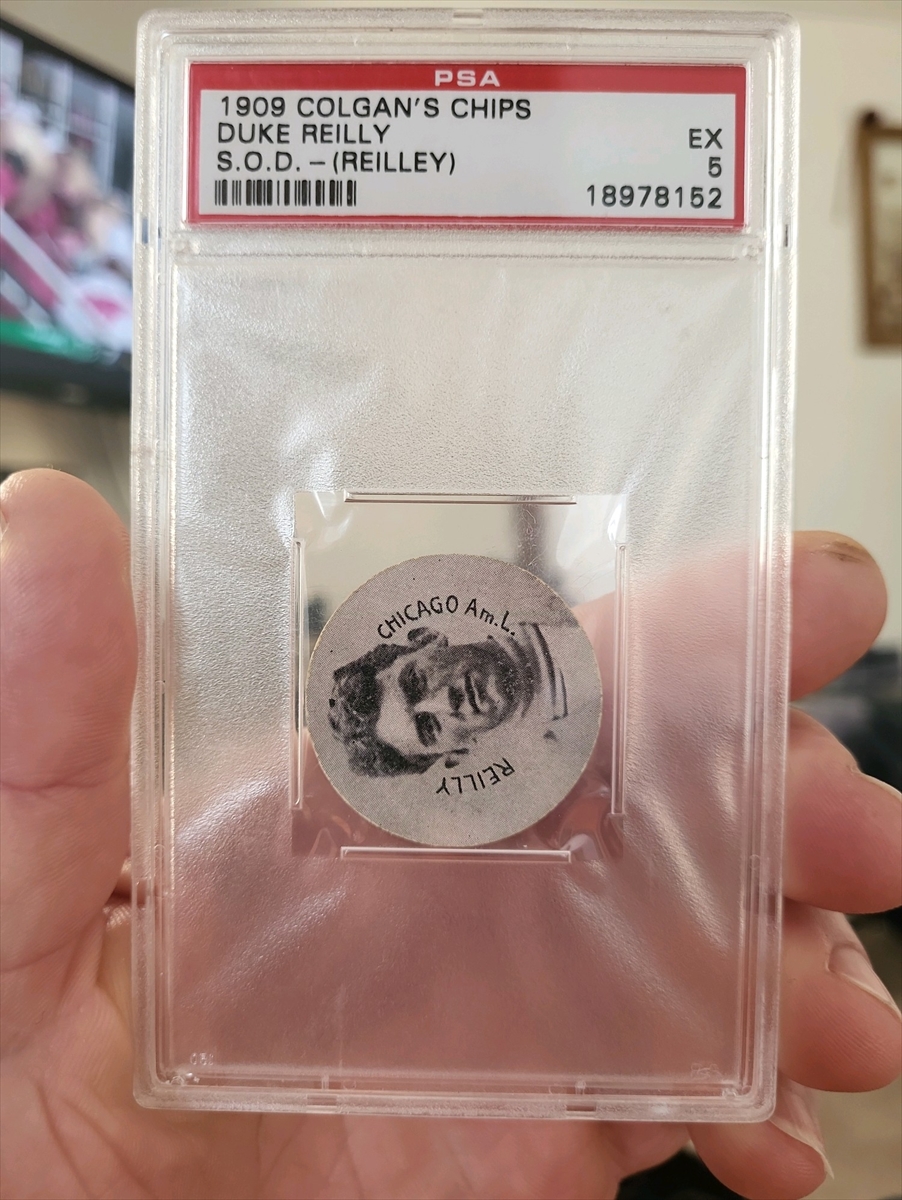 PSA
1909 COLGAN'S CHIPS
DUKE REILLY
EX
S.O.D. - (REILLEY)
5
18978152
CHICAGO Am.L.
REILLY